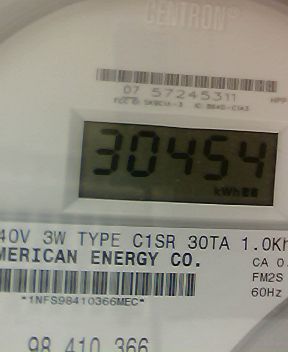 CENTRON®
07 57245311
30454
kWh
40V 3W TYPE C1SR 30TA 1.0Kh
MERICAN ENERGY CO.
CA 0.
FM2S
*1NFS98410366MEC*
60Hz
98 410 366